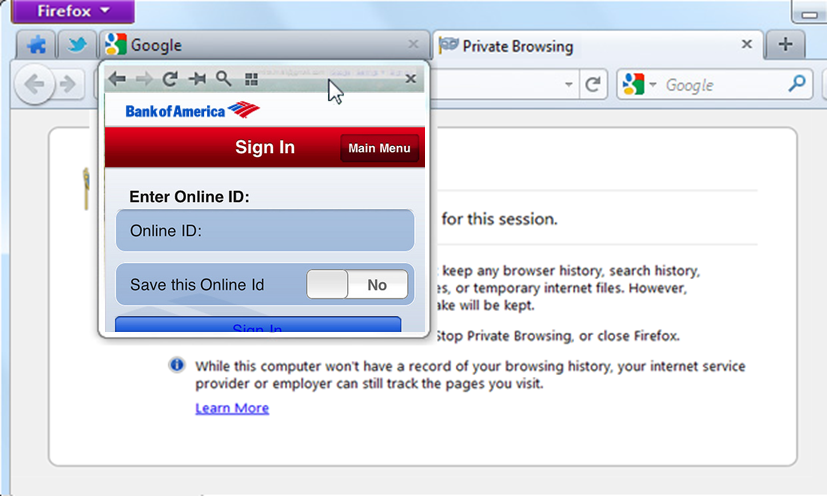 Firefox
Google
Private Browsing
Google
Bank of America
Sign In
Main Menu
Enter Online ID:
Online ID:
Save this Online Id
No
Sign In
for this session.
keep any browser history, search history,
or temporary internet files. However,
will be kept.
Stop Private Browsing, or close Firefox.
While this computer won't have a record of your browsing history, your internet service
provider or employer can still track the pages you visit.
Learn More